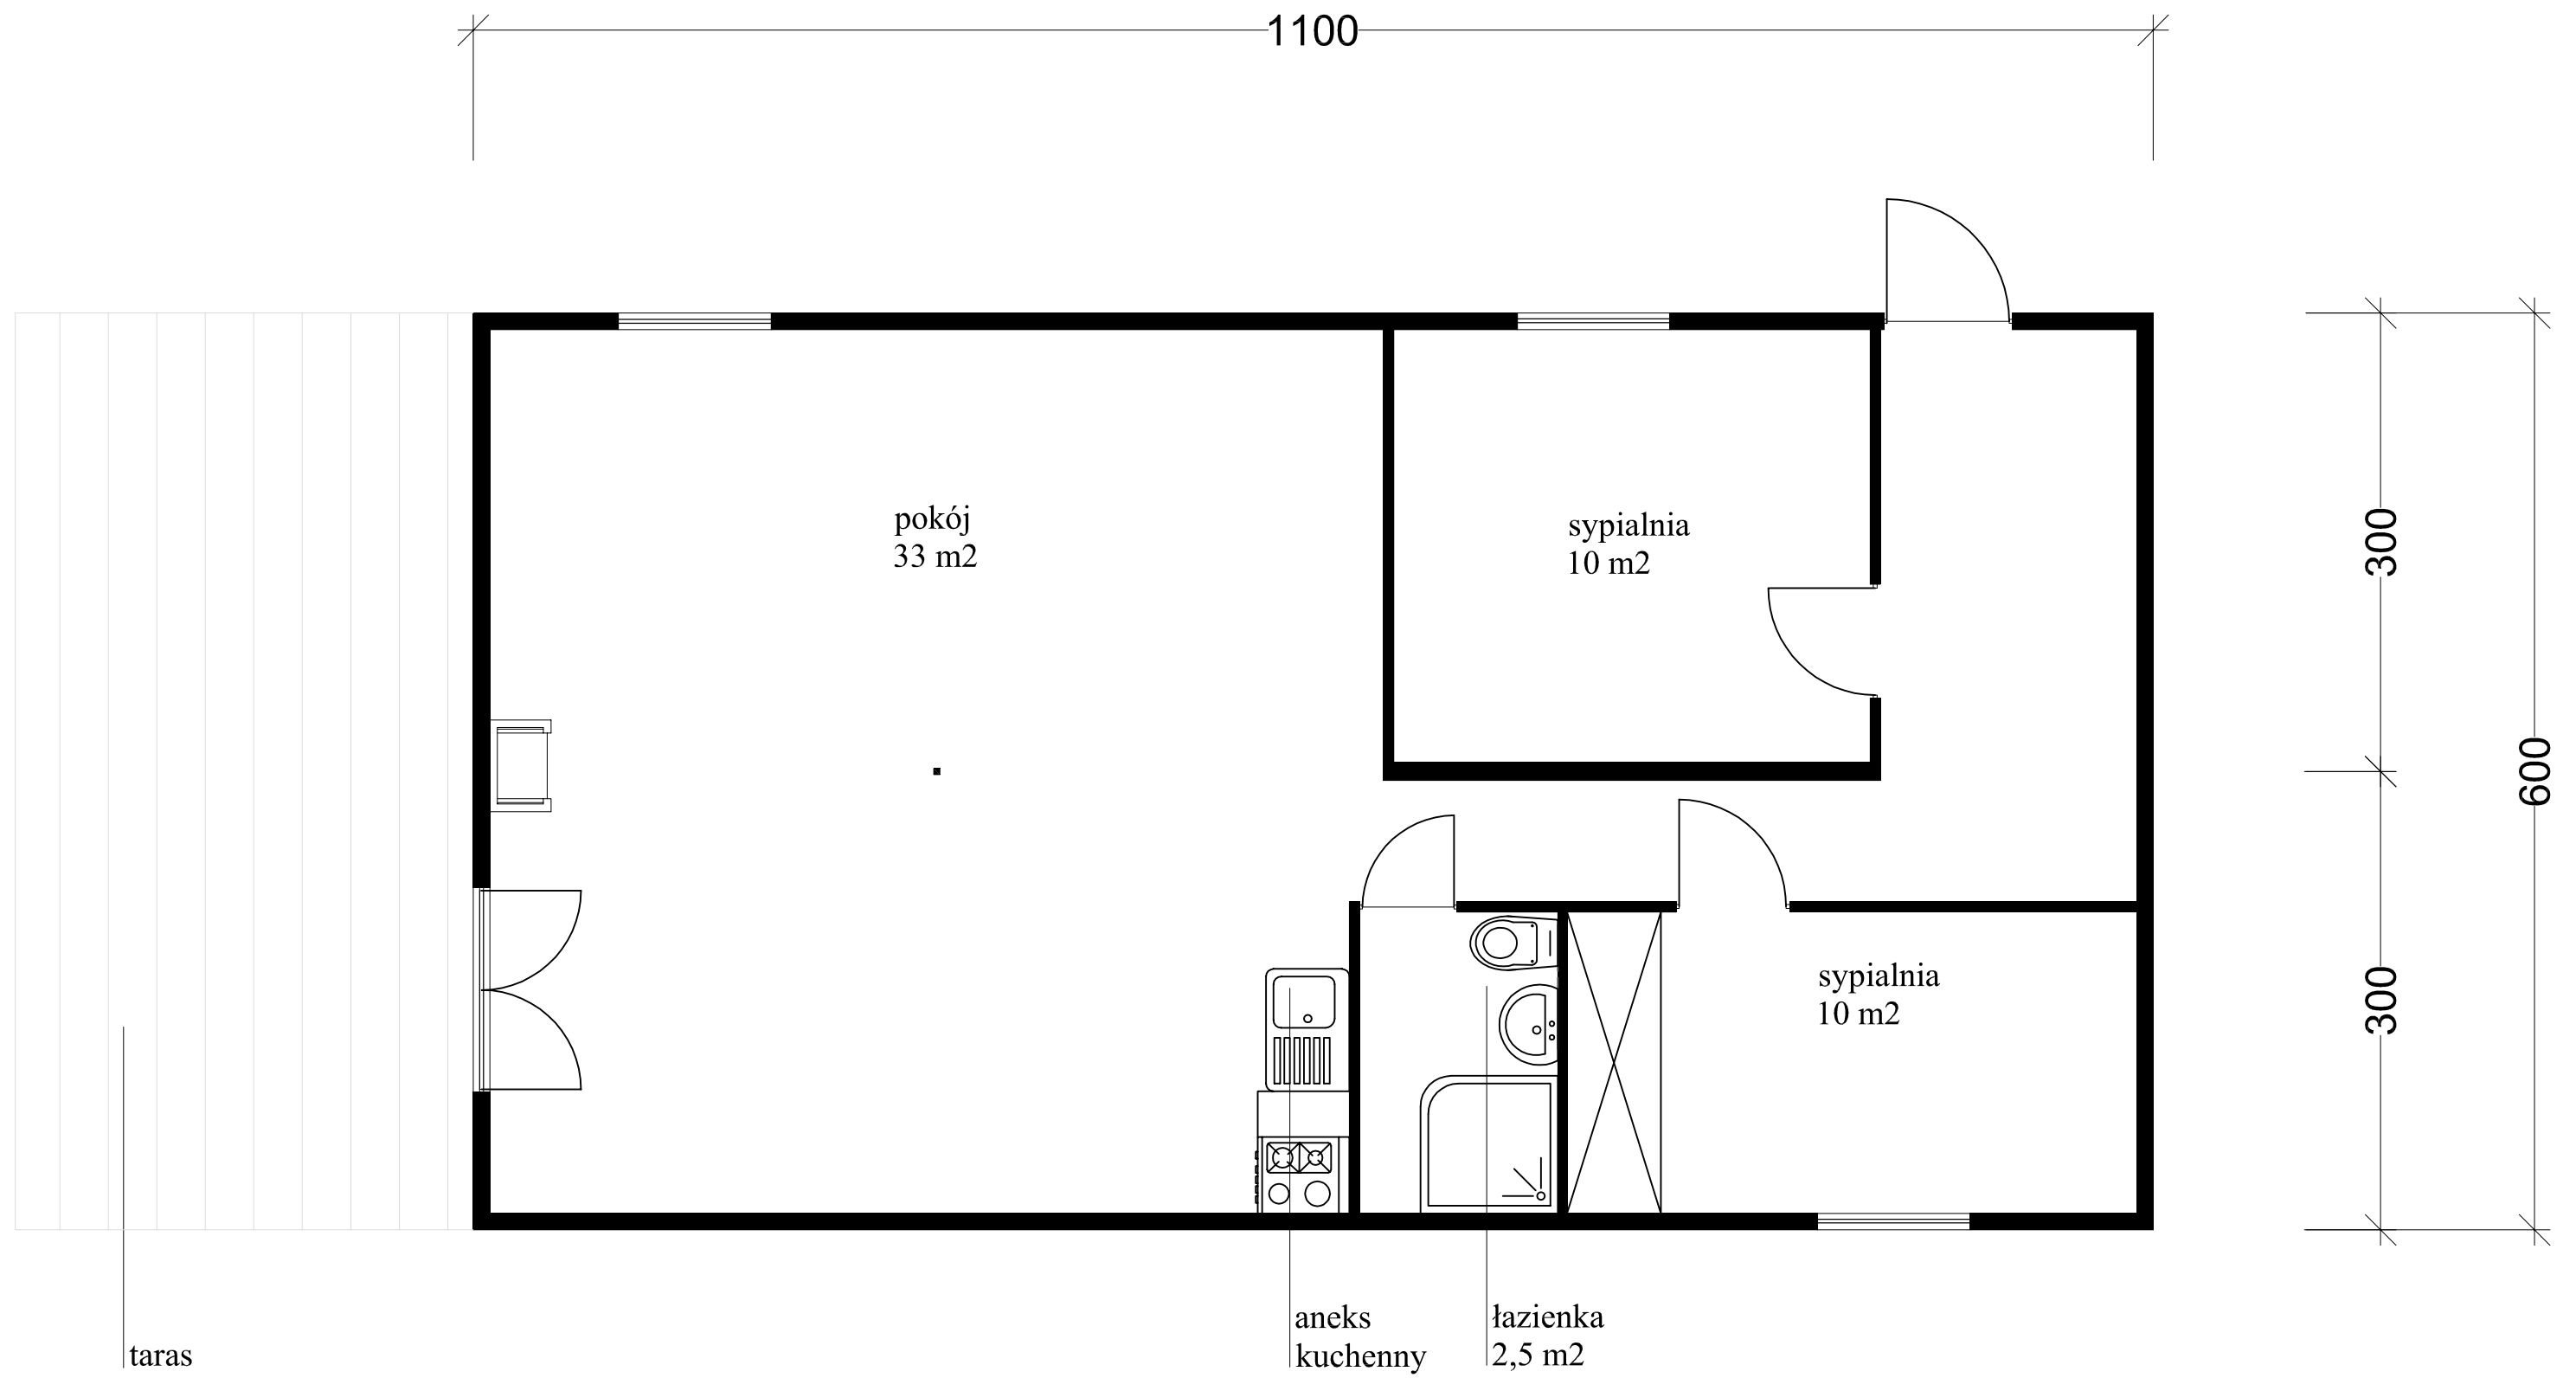 1100
pokój
33 m2
sypialnia
10 m2
300
600
sypialnia
10 m2
300
aneks
kuchenny
łazienka
2,5 m2
taras